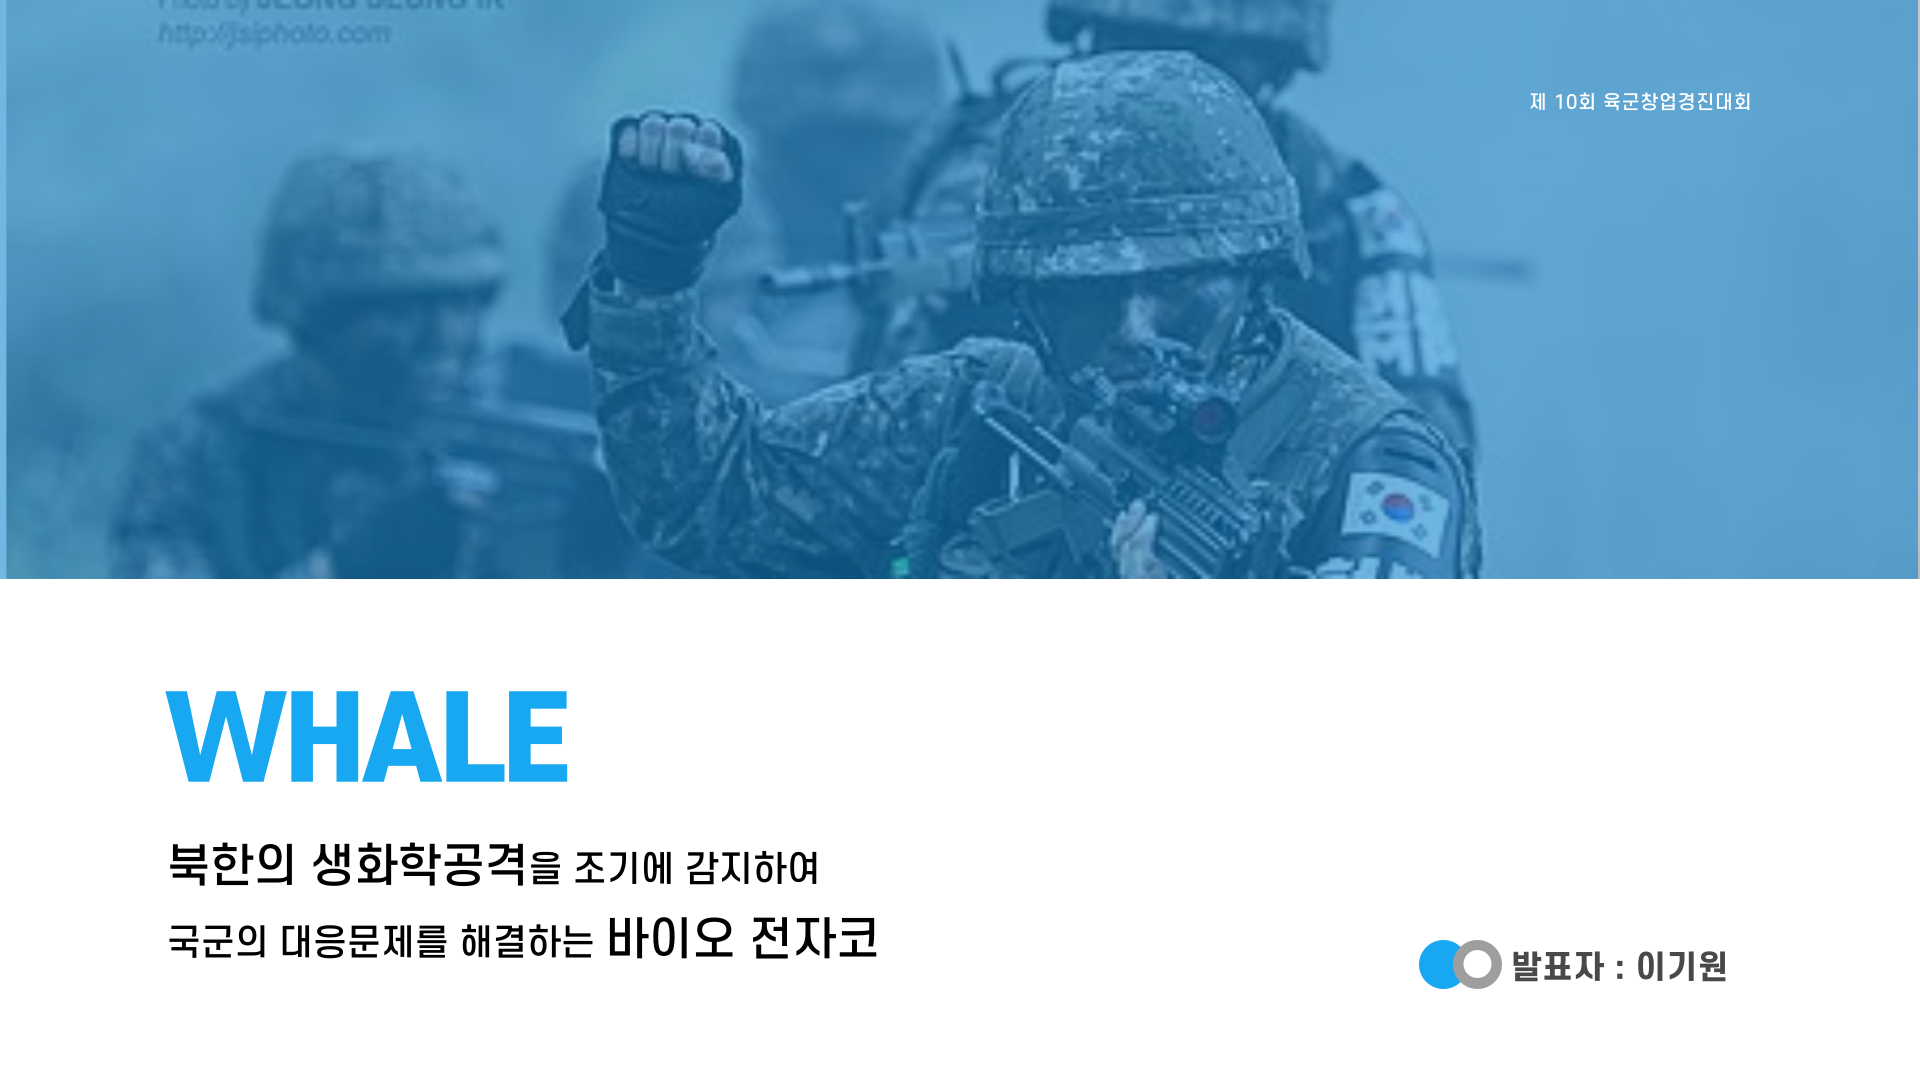 http://jsjphoto.com
제 10회 육군창업경진대회
WHALE
북한의 생화학공격을 조기에 감지하여
국군의 대응문제를 해결하는 바이오 전자코
발표자 : 이기원